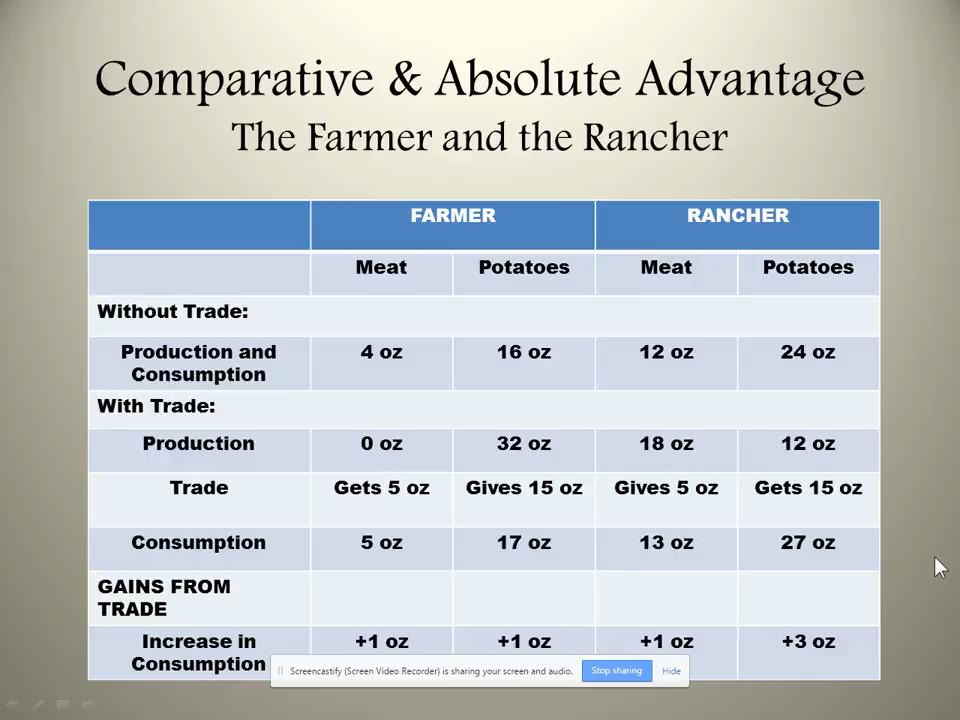 Comparative & Absolute Advantage
The Farmer and the Rancher
FARMER RANCHER
Meat Potatoes Meat Potatoes
Without Trade:
Production and
Consumption
4 oz 16 oz 12 oz 24 oz
With Trade:
Production 0 oz 32 oz 18 oz 12 oz
Trade Gets 5 oz Gives 15 oz Gives 5 oz Gets 15 oz
Consumption 5 oz 17 oz 13 oz 27 oz
GAINS FROM
TRADE
Increase in
Consumption
+1 oz +1 oz +1 oz +3 oz
Screencastify (Screen Video Recorder) is sharing your screen and audio. Stop sharing Hide